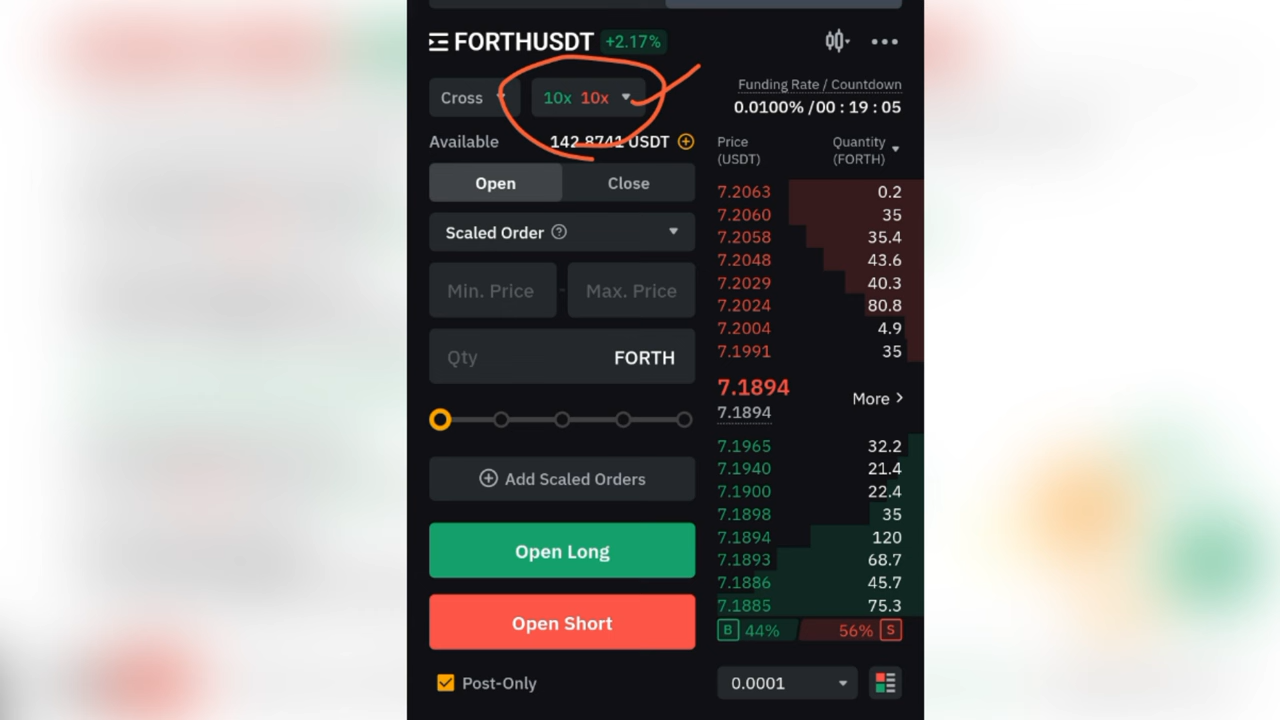 FORTHUSDT +2.17%
Cross 10x 10x
Available 142.8741 USDT
Open Close
Scaled Order ?
Min. Price - Max. Price
Qty FORTH
Add Scaled Orders
Open Long
Open Short
Post-Only
Funding Rate / Countdown
0.0100% /00 : 19 : 05
Price Quantity
(USDT) (FORTH)
7.2063 0.2
7.2060 35
7.2058 35.4
7.2048 43.6
7.2029 40.3
7.2024 80.8
7.2004 4.9
7.1991 35
7.1894
7.1894
More >
7.1965 32.2
7.1940 21.4
7.1900 22.4
7.1898 35
7.1894 120
7.1893 68.7
7.1886 45.7
7.1885 75.3
B 44% 56% S
0.0001